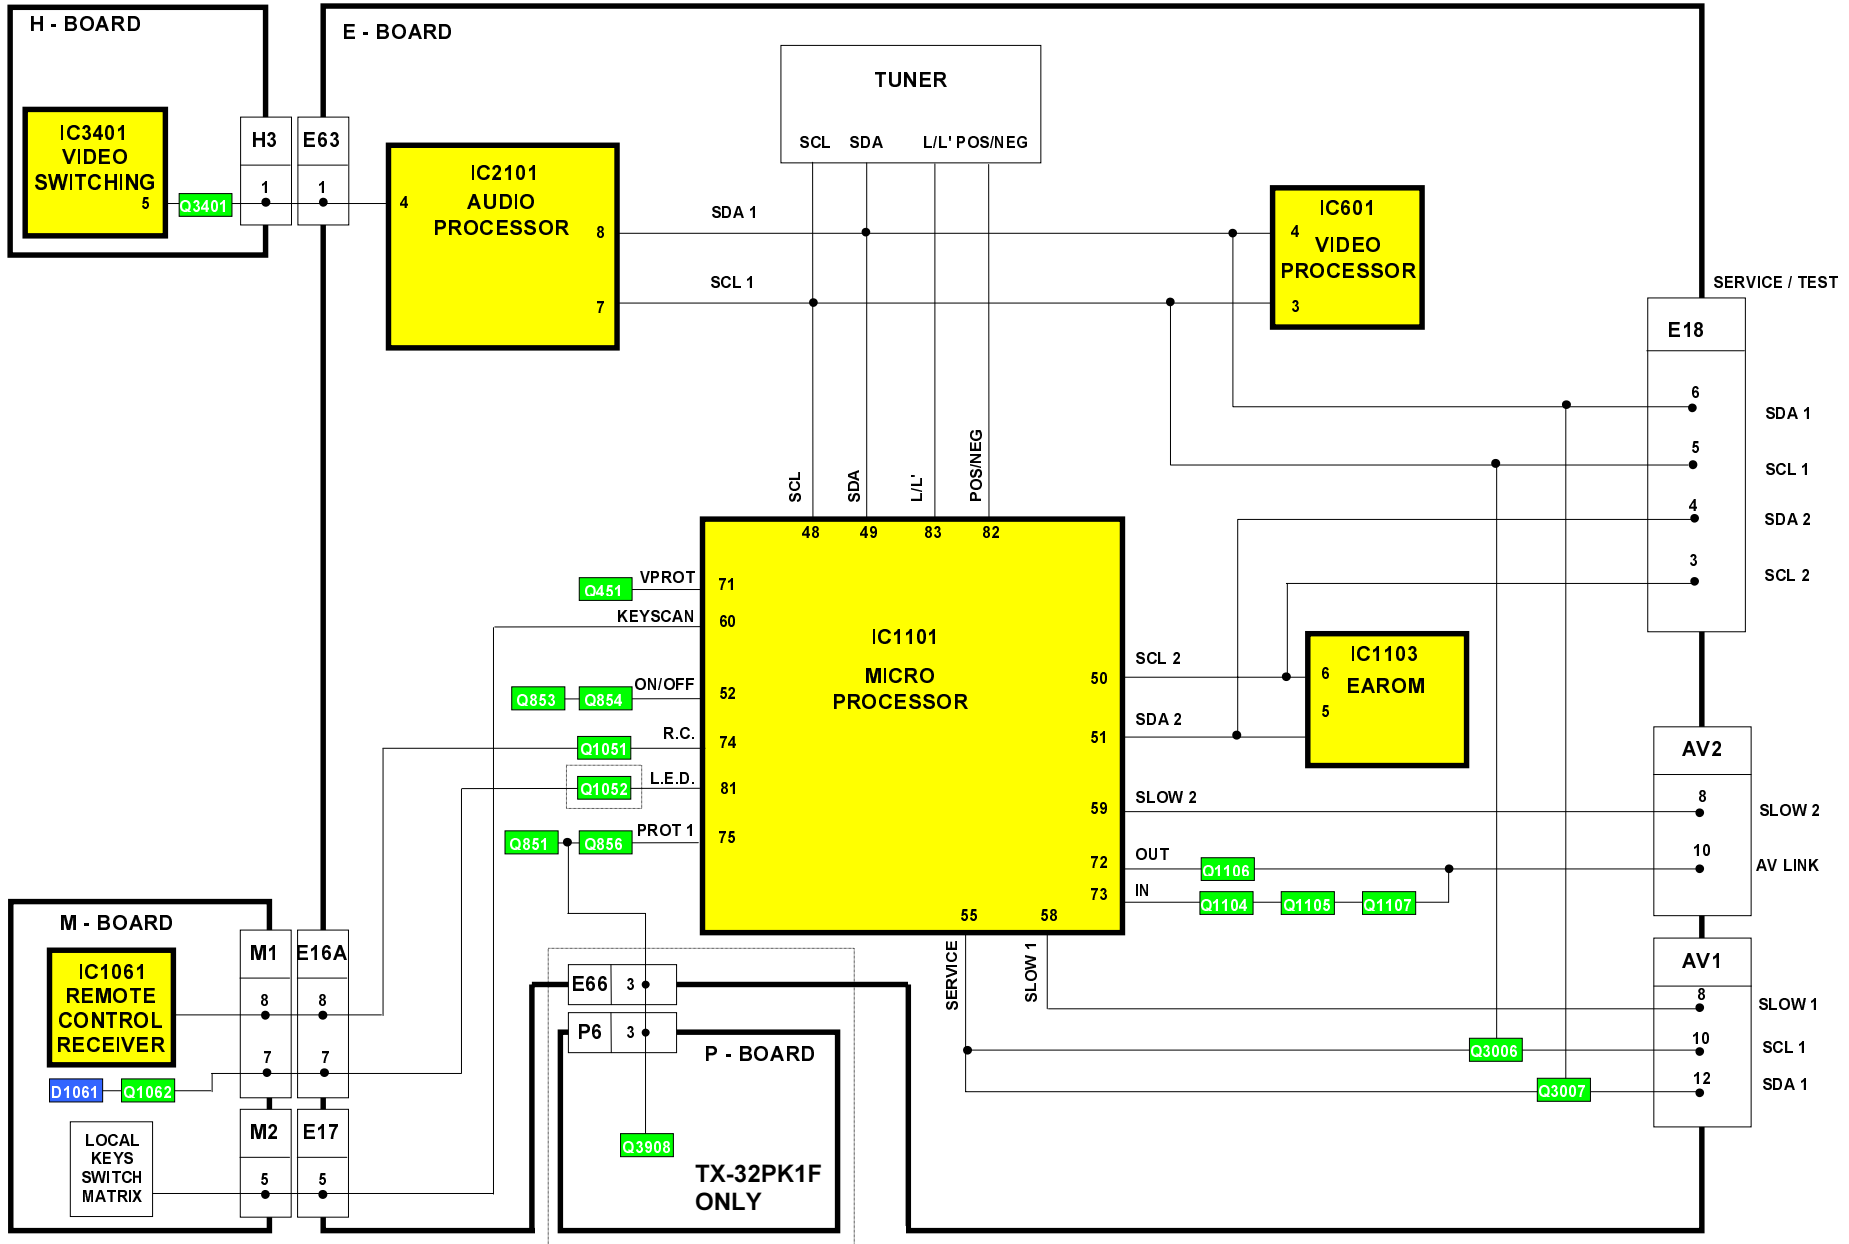 H - BOARD
IC3401
VIDEO
SWITCHING
5
Q3401
H3
1
E63
1
E - BOARD
IC2101
AUDIO
PROCESSOR
4
8
7
TUNER
SCL SDA L/L' POS/NEG
SDA 1
SCL 1
IC601
4
VIDEO
PROCESSOR
3
SERVICE / TEST
E18
6
SDA 1
5
SCL 1
4
SDA 2
3
SCL 2
SCL
SDA
L/L'
POS/NEG
48 49 83 82
IC1101
MICRO
PROCESSOR
Q451
VPROT
71
KEYSCAN
60
Q853
Q854
ON/OFF
52
Q1051
R.C.
74
Q1052
L.E.D.
81
Q851
Q856
PROT 1
75
50
SCL 2
51
SDA 2
59
SLOW 2
72
OUT
Q1106
73
IN
Q1104
Q1105
Q1107
55
58
SERVICE
SLOW 1
IC1103
6
EAROM
5
AV2
8
SLOW 2
10
AV LINK
AV1
8
SLOW 1
10
SCL 1
12
SDA 1
Q3006
Q3007
M - BOARD
IC1061
REMOTE
CONTROL
RECEIVER
D1061
Q1062
LOCAL
KEYS
SWITCH
MATRIX
M1
8
7
E16A
8
7
M2
5
E17
5
E66
3
P6
3
P - BOARD
Q3908
TX-32PK1F
ONLY